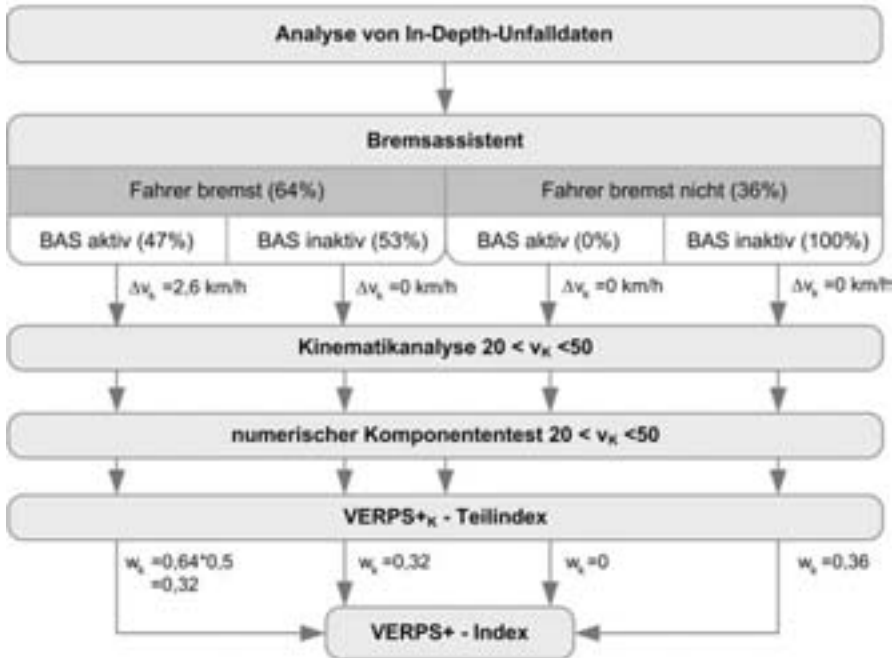 Analyse von In-Depth-Unfalldaten
Bremsassistent
Fahrer bremst (64%)
Fahrer bremst nicht (36%)
BAS aktiv (47%)
BAS inaktiv (53%)
BAS aktiv (0%)
BAS inaktiv (100%)
Δvk =2,6 km/h
Δvk =0 km/h
Δvk =0 km/h
Δvk =0 km/h
Kinematikanalyse 20 < vK <50
numerischer Komponententest 20 < vK <50
VERPS+K - Teilindex
wk =0,64*0,5
=0,32
wk =0,32
wk =0
wk =0,36
VERPS+ - Index